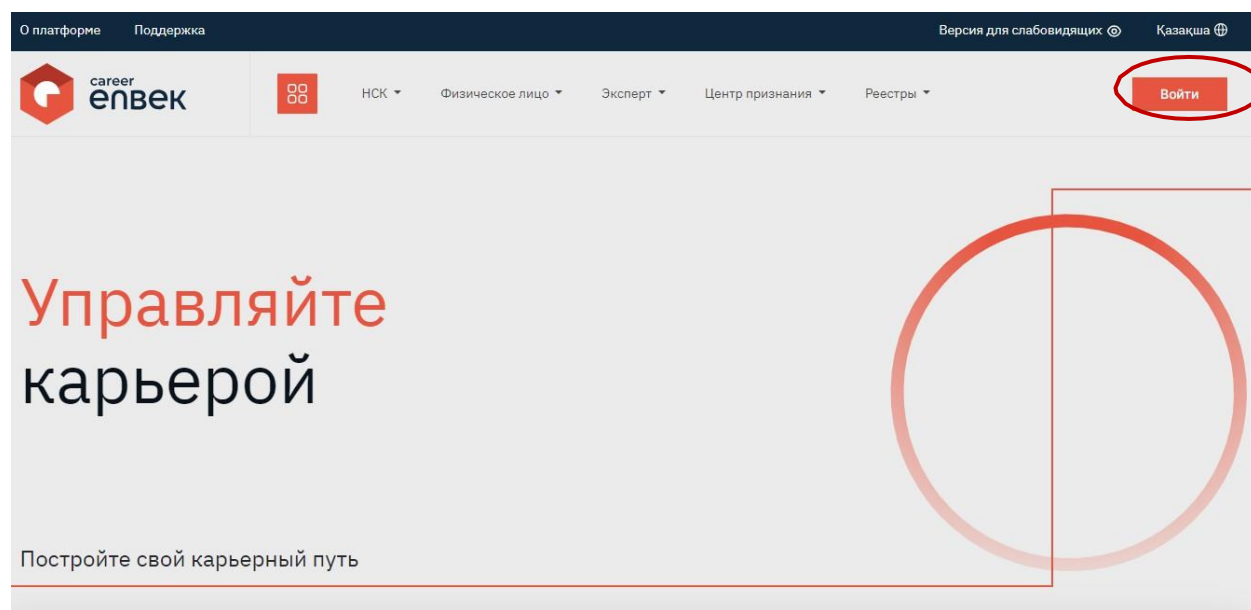 О платформе Поддержка Версия для слабовидящих Қазақша
career
enбек
НСК Физическое лицо Эксперт Центр признания Реестры Войти
Управляйте
карьерой
Постройте свой карьерный путь